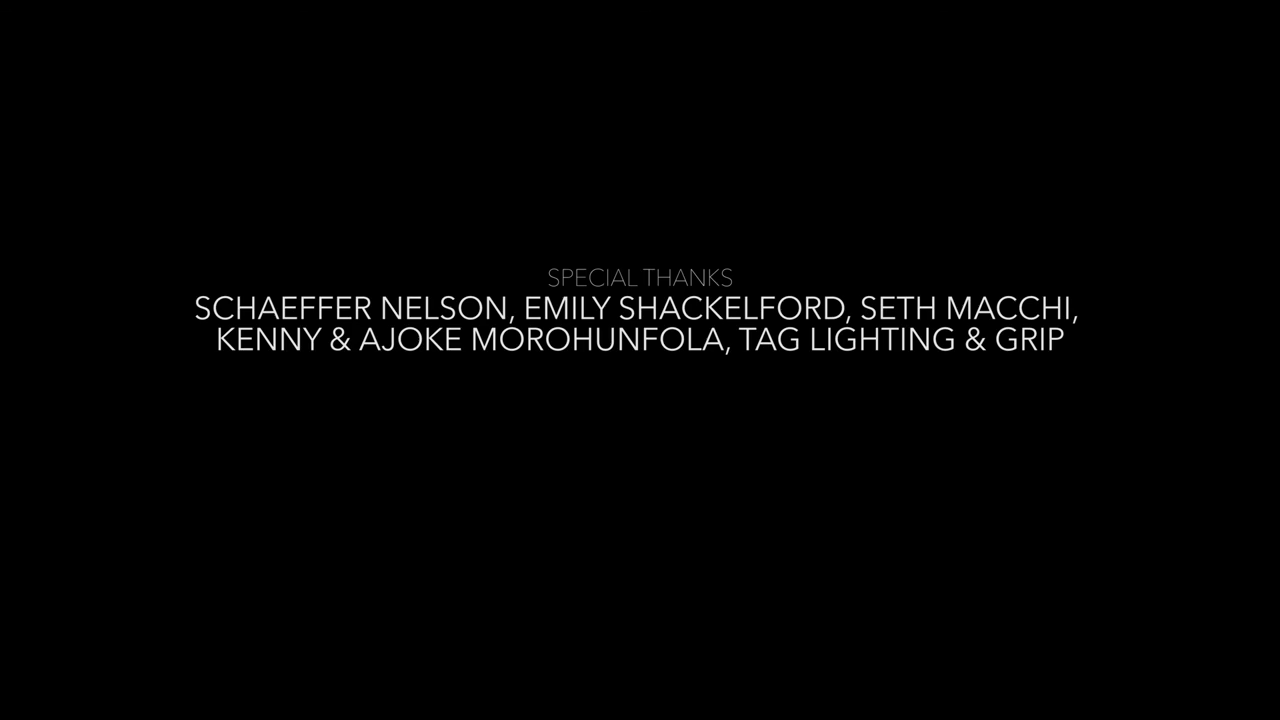 SPECIAL THANKS
SCHAEFFER NELSON, EMILY SHACKELFORD, SETH MACCHI,
KENNY & AJOKE MOROHUNFOLA, TAG LIGHTING & GRIP